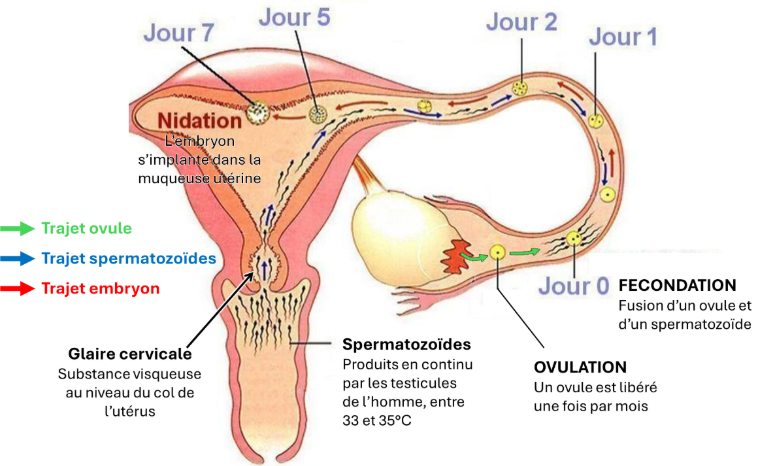 Jour 7
Jour 5
Jour 2
Jour 1
Nidation
L'embryon
s'implante dans la
muqueuse utérine
Trajet ovule
Trajet spermatozoïdes
Trajet embryon
Jour 0
FECONDATION
Fusion d'un ovule et
d'un spermatozoïde
Glaire cervicale
Substance visqueuse
au niveau du col de
l'utérus
Spermatozoïdes
Produits en continu
par les testicules
de l'homme, entre
33 et 35°C
OVULATION
Un ovule est libéré
une fois par mois